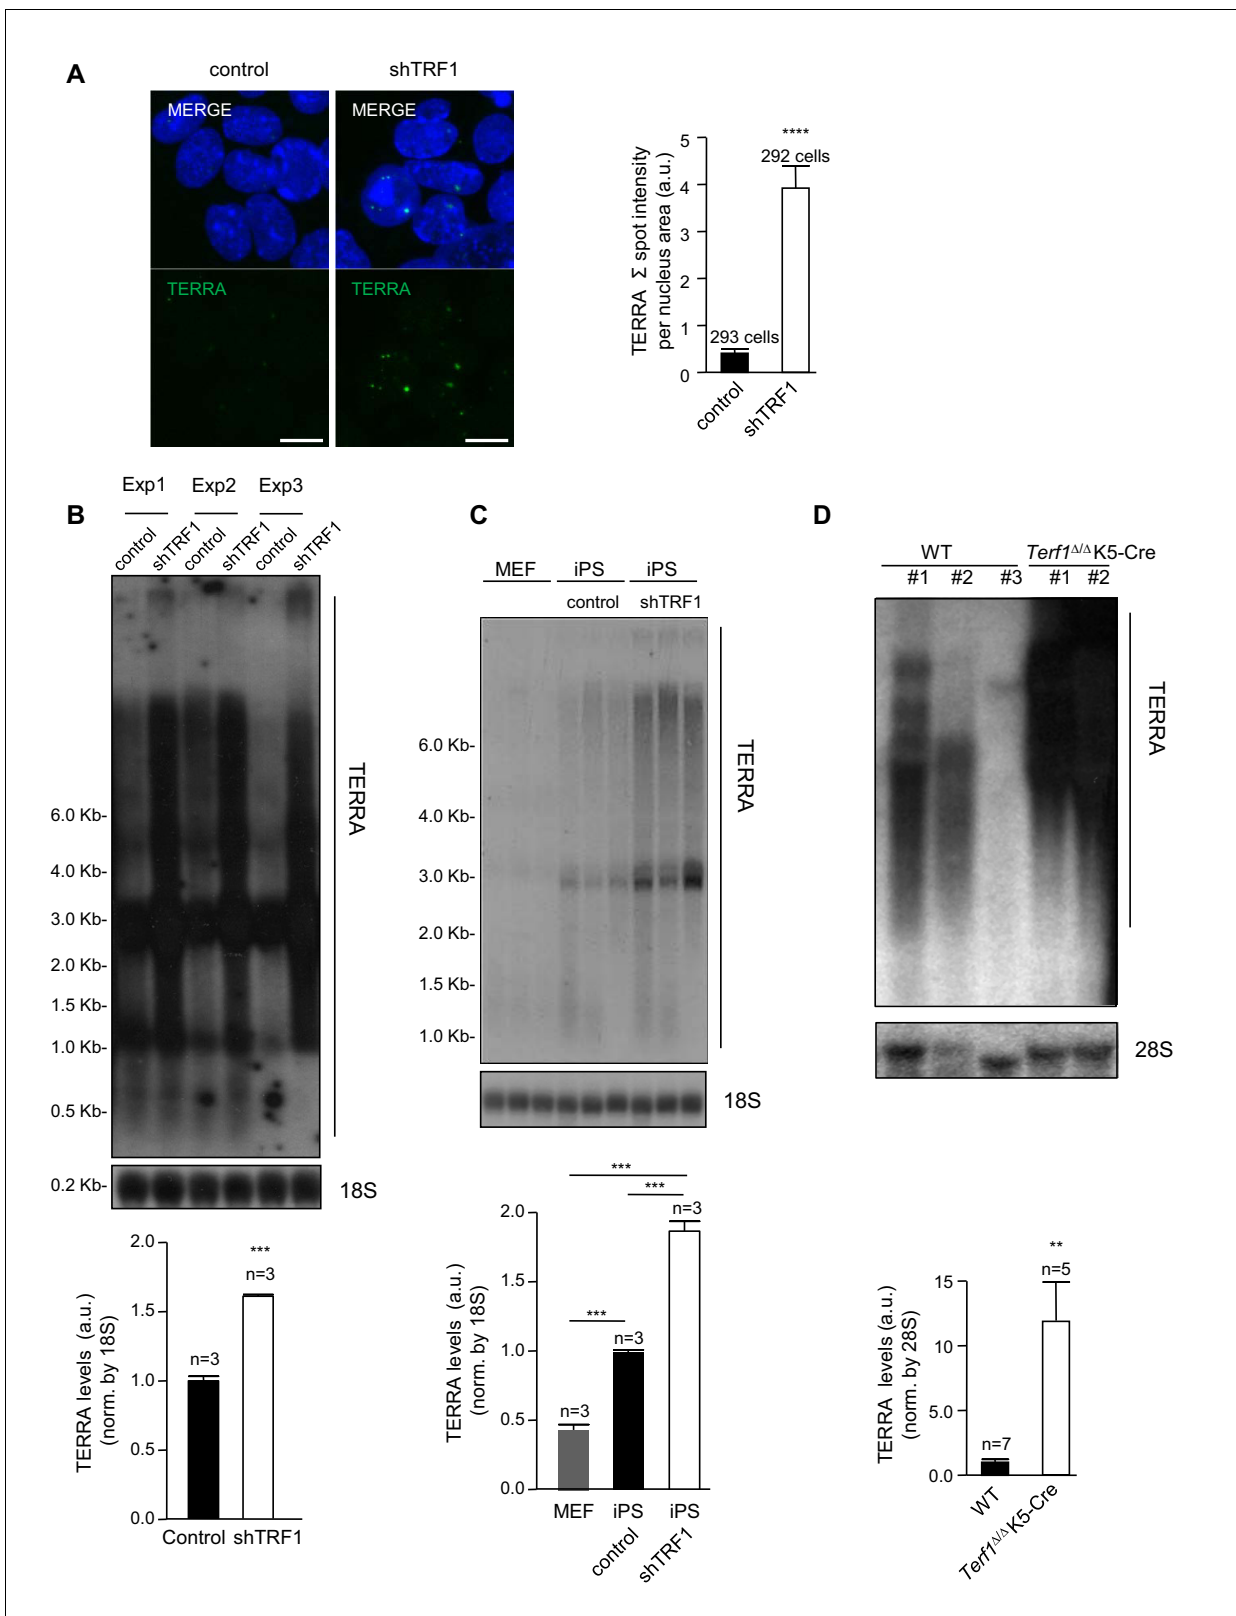 A
control
shTRF1
MERGE
MERGE
TERRA
TERRA
TERRA Σ spot intensity
per nucleus area (a.u.)
5
4
3
2
1
0
****
292 cells
293 cells
control
shTRF1
B
Exp1
Exp2
Exp3
control
shTRF1
control
shTRF1
control
shTRF1
6.0 Kb-
4.0 Kb-
3.0 Kb-
2.0 Kb-
1.5 Kb-
1.0 Kb-
0.5 Kb-
0.2 Kb-
TERRA
18S
TERRA levels (a.u.)
(norm. by 18S)
2.0
1.5
1.0
0.5
0.0
***
n=3
n=3
Control
shTRF1
C
MEF
iPS
iPS
control
shTRF1
6.0 Kb-
4.0 Kb-
3.0 Kb-
2.0 Kb-
1.5 Kb-
1.0 Kb-
TERRA
18S
TERRA levels (a.u.)
(norm. by 18S)
2.0
1.5
1.0
0.5
0.0
***
***
***
n=3
n=3
n=3
MEF
iPS
control
iPS
shTRF1
D
WT
Terf1Δ/Δ K5-Cre
#1
#2
#3
#1
#2
TERRA
28S
TERRA levels (a.u.)
(norm. by 28S)
15
10
5.0
0.0
**
n=5
n=7
WT
Terf1Δ/Δ K5-Cre